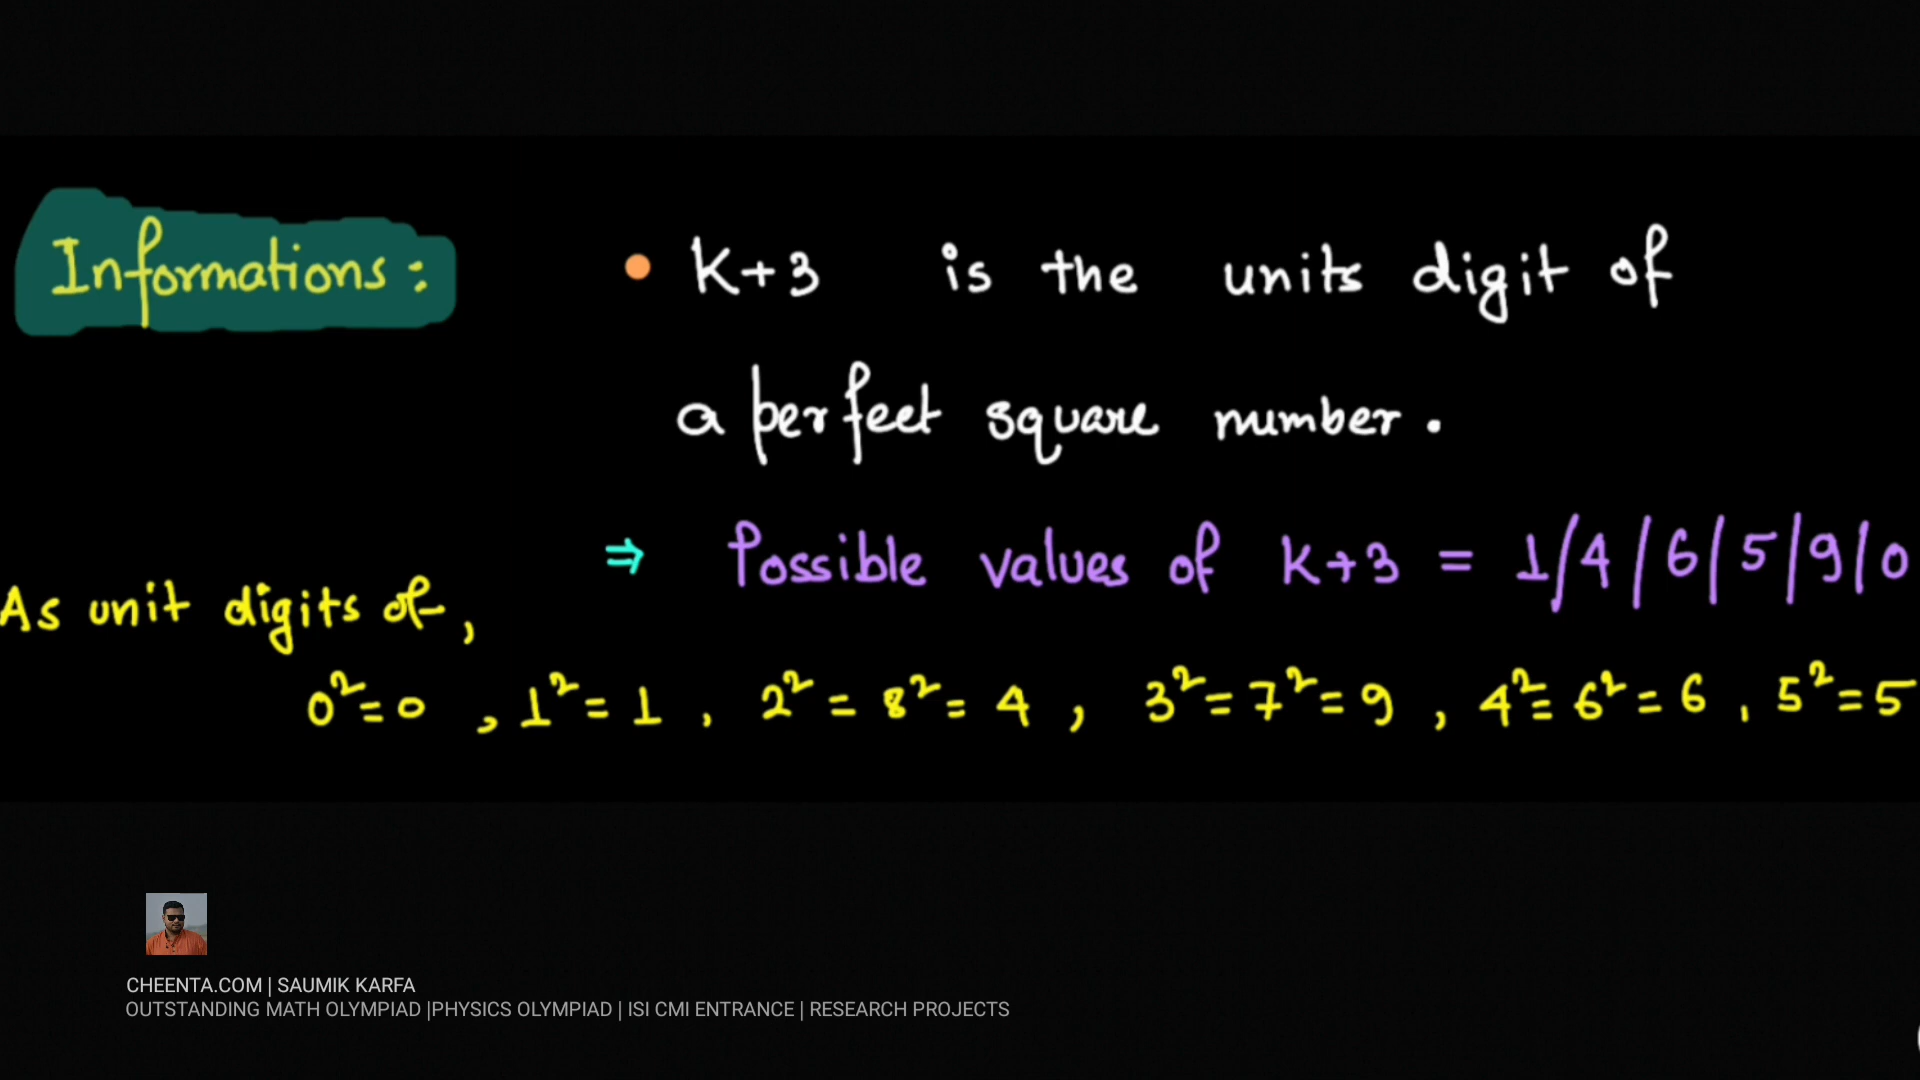 Informations :
• K+3 is the units digit of
a perfect square number .
⇒ Possible values of K+3 = 1/4/6/5/9/0
As unit digits of,
0²=0 , 1²=1 , 2²=8²=4 , 3²=7²=9 , 4²=6²=6 , 5²=5
CHEENTA.COM | SAUMIK KARFA
OUTSTANDING MATH OLYMPIAD |PHYSICS OLYMPIAD | ISI CMI ENTRANCE | RESEARCH PROJECTS